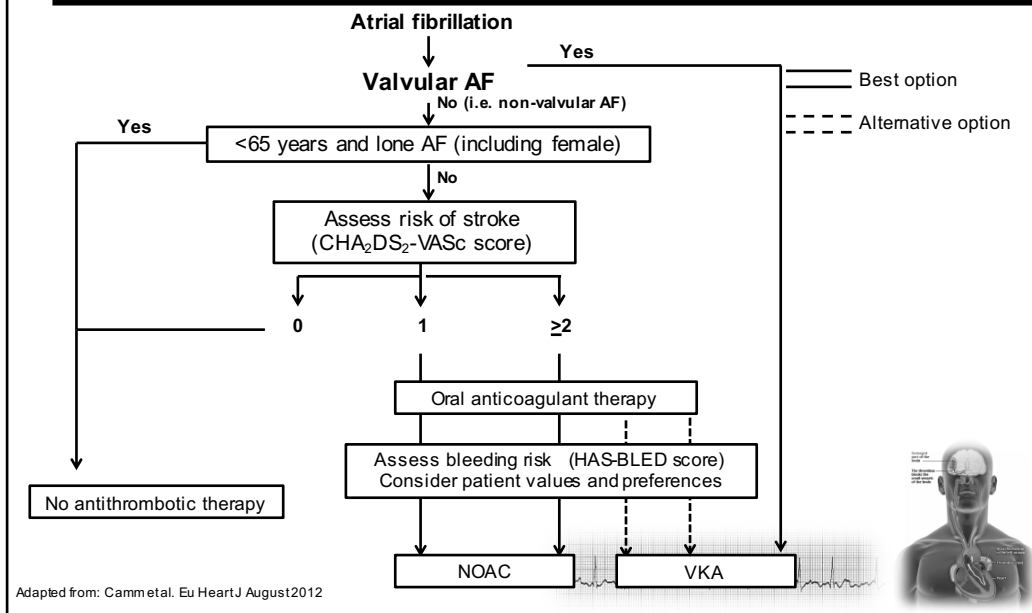 Atrial fibrillation
Yes
Valvular AF
Best option
No (i.e. non-valvular AF)
Alternative option
Yes
<65 years and lone AF (including female)
No
Assess risk of stroke
(CHA₂DS₂-VASc score)
0
1
≥2
Oral anticoagulant therapy
Assess bleeding risk (HAS-BLED score)
Consider patient values and preferences
No antithrombotic therapy
NOAC
VKA
Adapted from: Camm et al. Eu Heart J August 2012